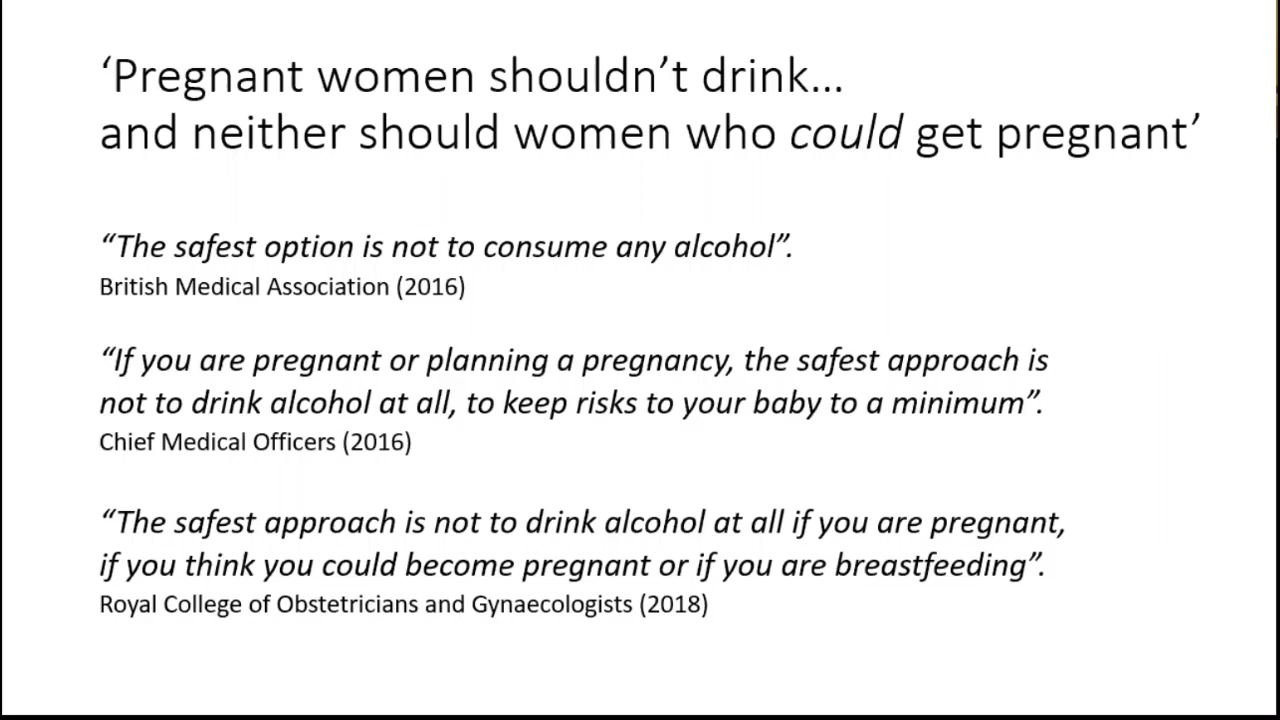 ‘Pregnant women shouldn’t drink…
and neither should women who could get pregnant’
“The safest option is not to consume any alcohol”.
British Medical Association (2016)
“If you are pregnant or planning a pregnancy, the safest approach is
not to drink alcohol at all, to keep risks to your baby to a minimum”.
Chief Medical Officers (2016)
“The safest approach is not to drink alcohol at all if you are pregnant,
if you think you could become pregnant or if you are breastfeeding”.
Royal College of Obstetricians and Gynaecologists (2018)